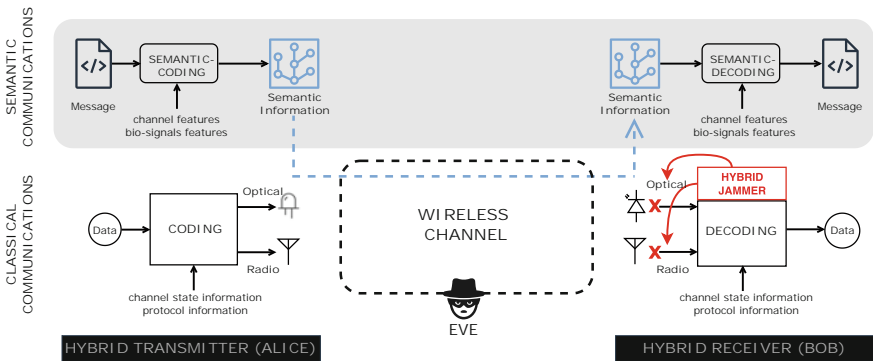 SEMANTIC
COMMUNICATIONS
</>
Message
SEMANTIC-
CODING
channel features
bio-signals features
Semantic
Information
Semantic
Information
SEMANTIC-
DECODING
channel features
bio-signals features
</>
Message
CLASSICAL
COMMUNICATIONS
Data
CODING
Optical
Radio
channel state information
protocol information
WIRELESS
CHANNEL
EVE
Optical
X
X
Radio
HYBRID
JAMMER
DECODING
Data
channel state information
protocol information
HYBRID TRANSMITTER (ALICE)
HYBRID RECEIVER (BOB)